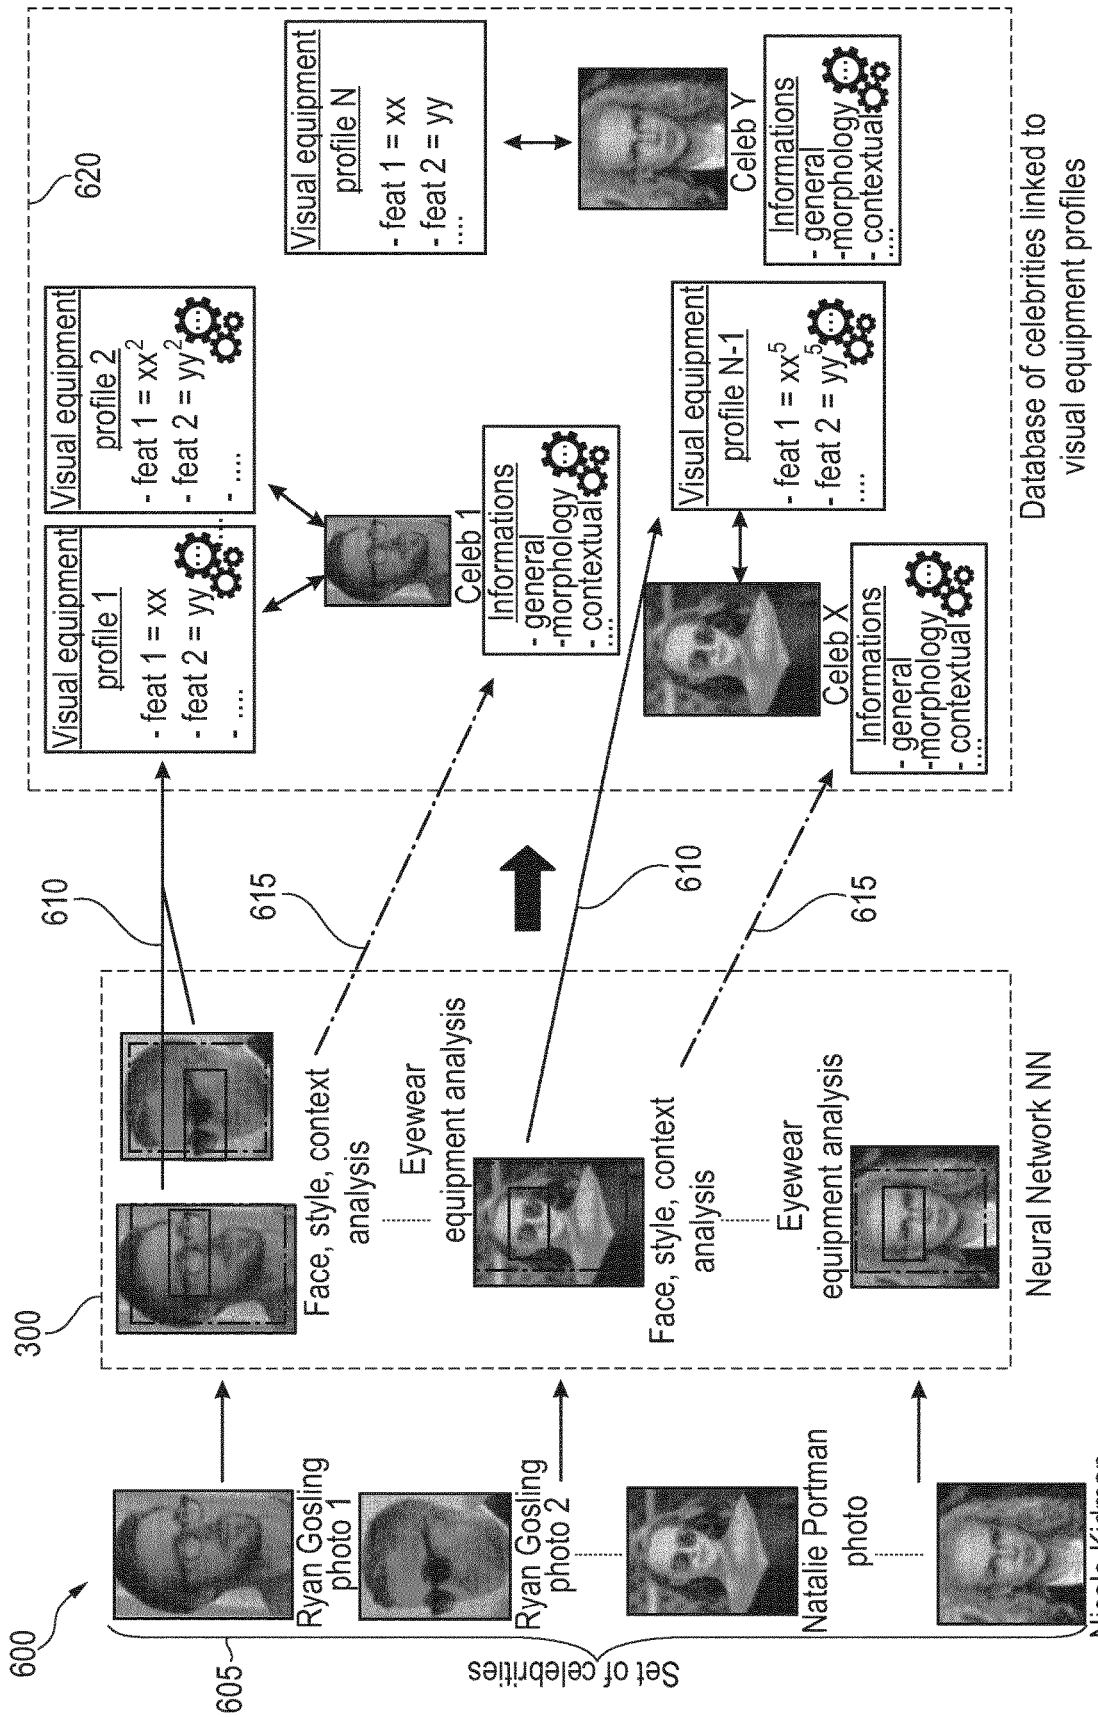 600
605
Set of celebrities
Ryan Gosling
photo 1
Ryan Gosling
photo 2
Natalie Portman
photo
Nicole Kidman
300
Face, style, context
analysis
Eyewear
equipment analysis
Face, style, context
analysis
Eyewear
equipment analysis
Neural Network NN
610
615
610
615
620
Visual equipment
profile 1
- feat 1 = xx
- feat 2 = yy
- ....
...
Visual equipment
profile 2
- feat 1 = xx²
- feat 2 = yy²
- ....
...
.....
Celeb 1
Informations
- general
-morphology
- contextual
....
...
Visual equipment
profile N
- feat 1 = xx
- feat 2 = yy
....
Celeb Y
Informations
- general
-morphology
- contextual
....
...
Visual equipment
profile N-1
- feat 1 = xx⁵
- feat 2 = yy⁵
....
...
Celeb X
Informations
- general
-morphology
- contextual
....
...
Database of celebrities linked to
visual equipment profiles